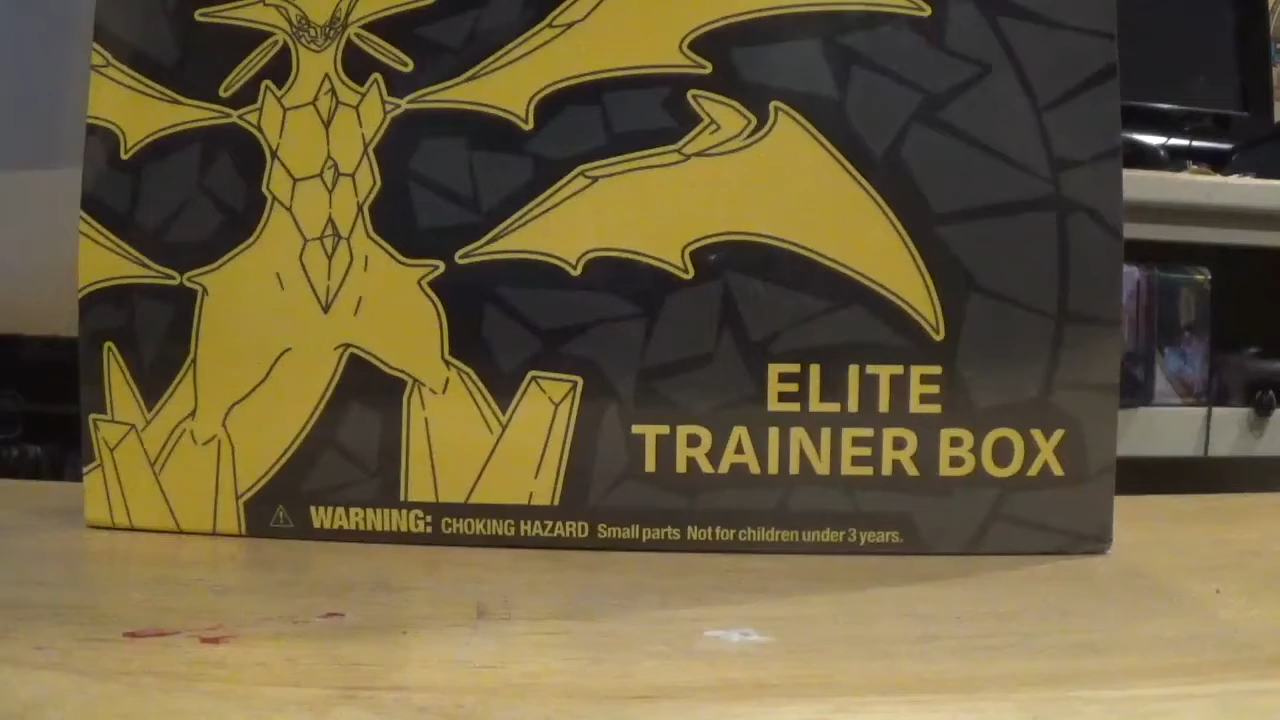 ELITE
TRAINER BOX
WARNING: CHOKING HAZARD Small parts Not for children under 3 years.